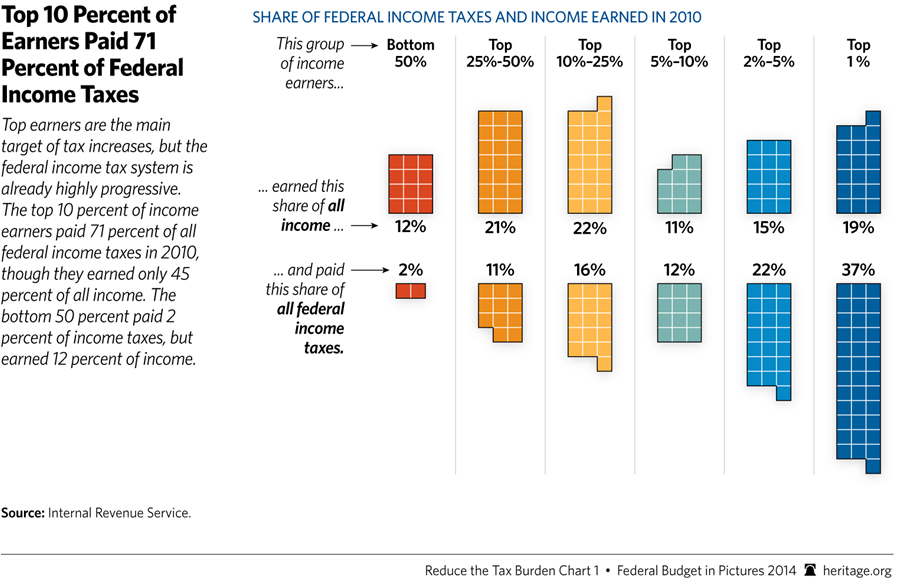 Top 10 Percent of
Earners Paid 71
Percent of Federal
Income Taxes
Top earners are the main
target of tax increases, but the
federal income tax system is
already highly progressive.
The top 10 percent of income
earners paid 71 percent of all
federal income taxes in 2010,
though they earned only 45
percent of all income. The
bottom 50 percent paid 2
percent of income taxes, but
earned 12 percent of income.
SHARE OF FEDERAL INCOME TAXES AND INCOME EARNED IN 2010
This group
of income
earners...
Bottom
50%
Top
25%-50%
Top
10%–25%
Top
5%–10%
Top
2%–5%
Top
1%
... earned this
share of all
income ...
12%
21%
22%
11%
15%
19%
... and paid
this share of
all federal
income
taxes.
2%
11%
16%
12%
22%
37%
Source: Internal Revenue Service.
Reduce the Tax Burden Chart 1 • Federal Budget in Pictures 2014 heritage.org